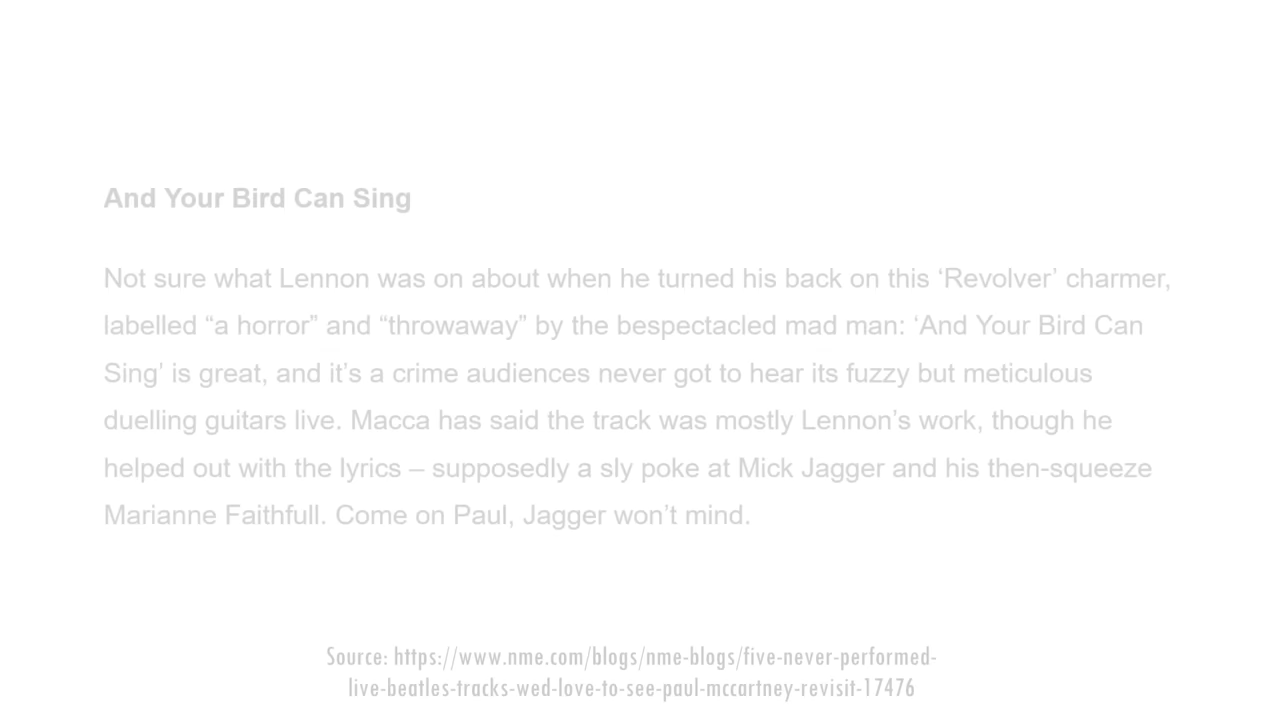 And Your Bird Can Sing
Not sure what Lennon was on about when he turned his back on this ‘Revolver’ charmer,
labelled “a horror” and “throwaway” by the bespectacled mad man: ‘And Your Bird Can
Sing’ is great, and it’s a crime audiences never got to hear its fuzzy but meticulous
duelling guitars live. Macca has said the track was mostly Lennon’s work, though he
helped out with the lyrics – supposedly a sly poke at Mick Jagger and his then-squeeze
Marianne Faithfull. Come on Paul, Jagger won’t mind.
Source: https://www.nme.com/blogs/nme-blogs/five-never-performed-
live-beatles-tracks-wed-love-to-see-paul-mccartney-revisit-17476